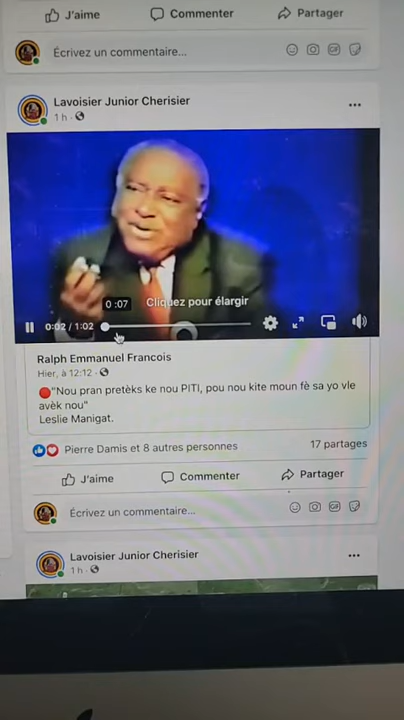 J'aime Commenter Partager
Écrivez un commentaire... GIF
Lavoisier Junior Cherisier
1 h ·
0:07 Cliquez pour élargir
0:02 / 1:02
Ralph Emmanuel Francois
Hier, à 12:12 ·
"Nou pran pretèks ke nou PITI, pou nou kite moun fè sa yo vle
avèk nou"
Leslie Manigat.
Pierre Damis et 8 autres personnes 17 partages
J'aime Commenter Partager
Écrivez un commentaire... GIF
Lavoisier Junior Cherisier
1 h ·